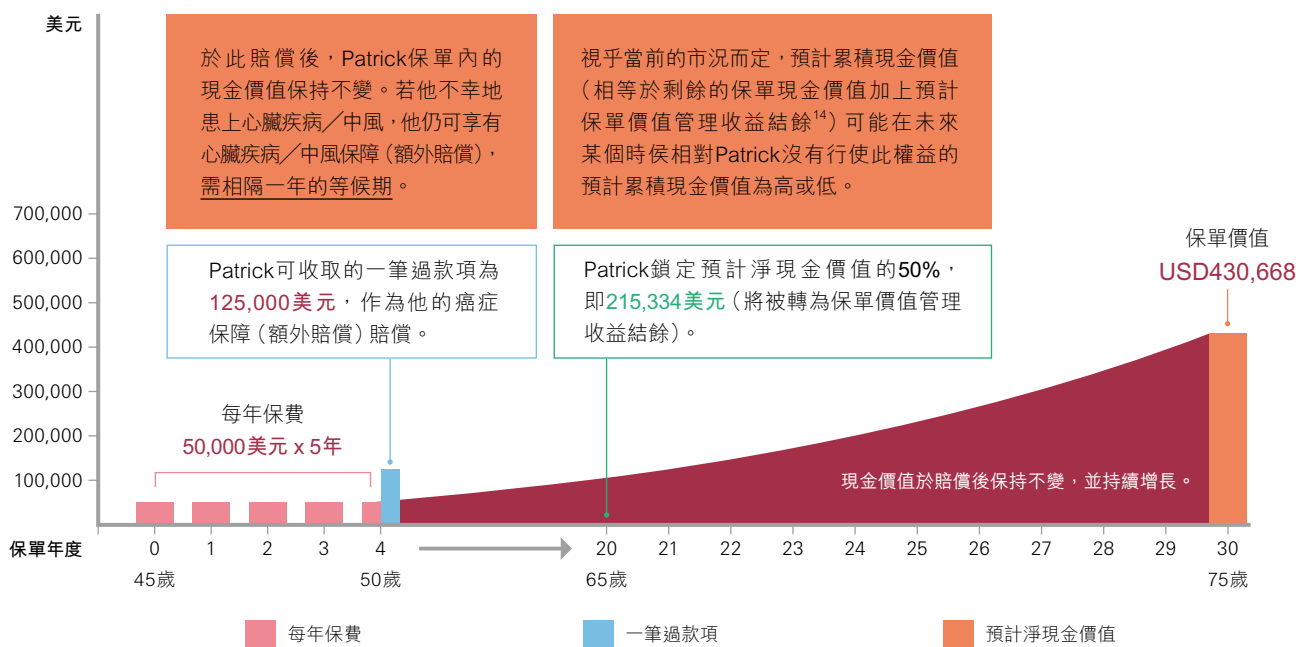 美元
於此賠償後，Patrick保單內的
現金價值保持不變。若他不幸地
患上心臟疾病／中風，他仍可享有
心臟疾病／中風保障（額外賠償），
需相隔一年的等候期。
視乎當前的市況而定，預計累積現金價值
（相等於剩餘的保單現金價值加上預計
保單價值管理收益結餘14）可能在未來
某個時侯相對Patrick沒有行使此權益的
預計累積現金價值為高或低。
700,000
600,000
500,000
400,000
300,000
200,000
100,000
Patrick可收取的一筆過款項為
125,000美元，作為他的癌症
保障（額外賠償）賠償。
Patrick鎖定預計淨現金價值的50%，
即215,334美元（將被轉為保單價值管理
收益結餘）。
保單價值
USD430,668
每年保費
50,000美元 x 5年
現金價值於賠償後保持不變，並持續增長。
保單年度
0 1 2 3 4 20 21 22 23 24 25 26 27 28 29 30
45歲 50歲 65歲 75歲
每年保費 一筆過款項 預計淨現金價值